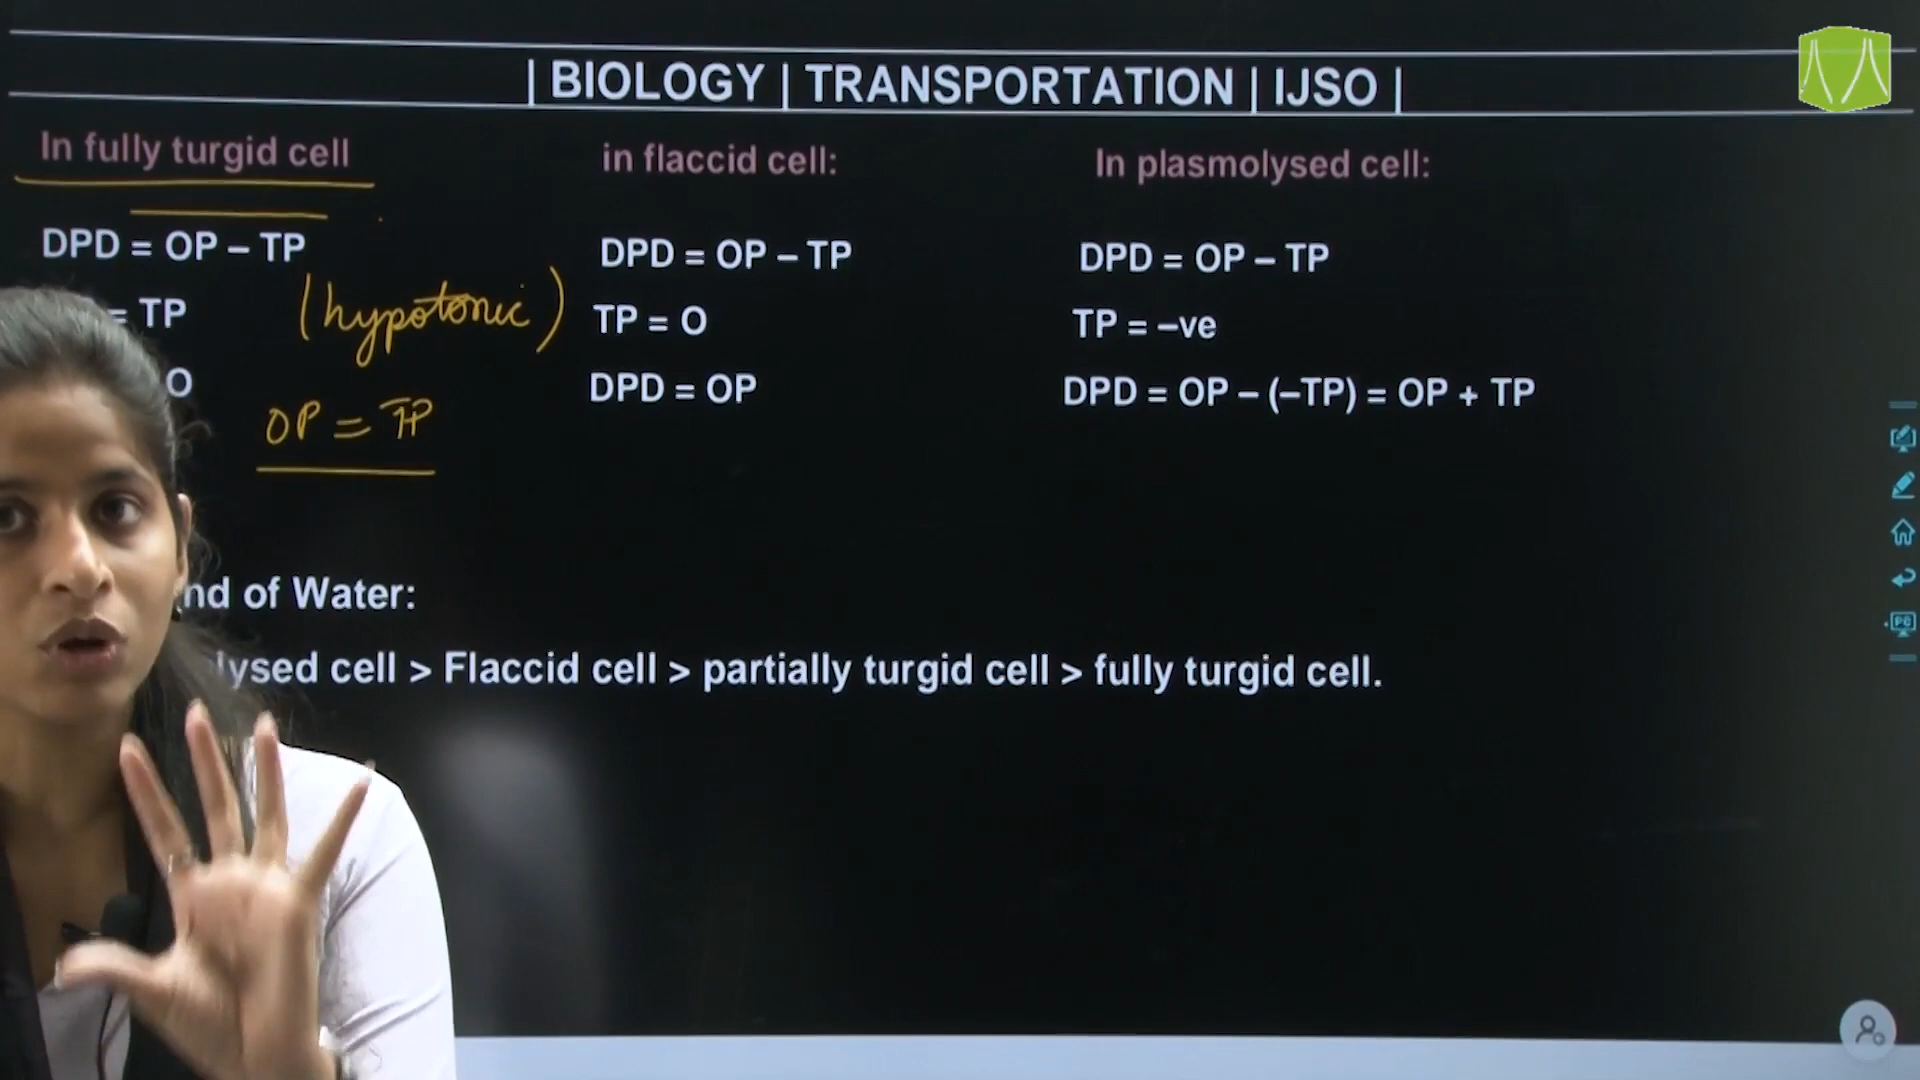 | BIOLOGY | TRANSPORTATION | IJSO |
In fully turgid cell
DPD = OP – TP
= TP
O
(hypotonic)
OP = TP
in flaccid cell:
DPD = OP – TP
TP = O
DPD = OP
In plasmolysed cell:
DPD = OP – TP
TP = –ve
DPD = OP – (–TP) = OP + TP
of Water:
cell > Flaccid cell > partially turgid cell > fully turgid cell.
PC